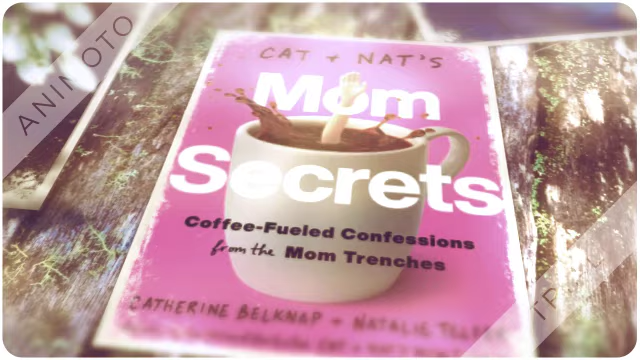 CAT + NAT'S
Mom
Secrets
Coffee-Fueled Confessions
from the Mom Trenches
CATHERINE BELKNAP + NATALIE
ANIMOTO